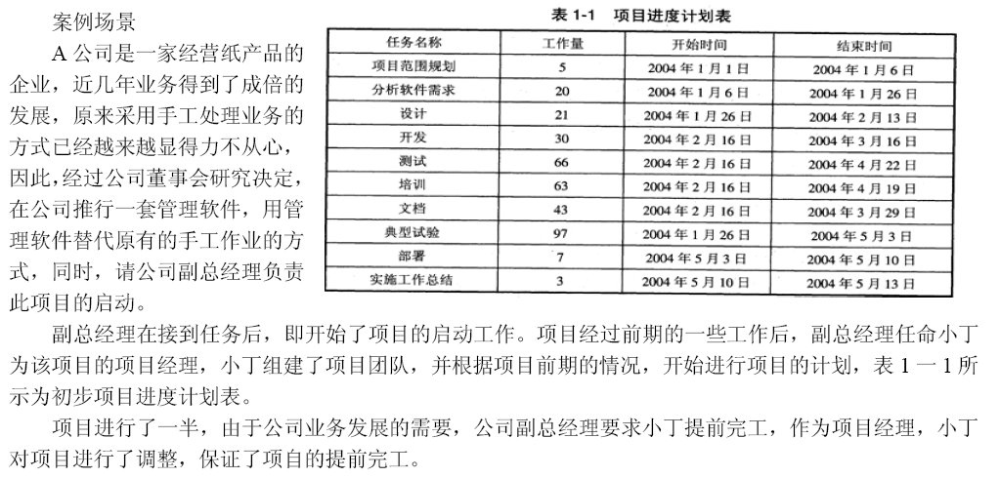 案例场景
A 公司是一家经营纸产品的
企业，近几年业务得到了成倍的
发展，原来采用手工处理业务的
方式已经越来越显得力不从心，
因此，经过公司董事会研究决定，
在公司推行一套管理软件，用管
理软件替代原有的手工作业的方
式，同时，请公司副总经理负责
此项目的启动。
表 1-1 项目进度计划表
任务名称 工作量 开始时间 结束时间
项目范围规划 5 2004 年 1 月 1 日 2004 年 1 月 6 日
分析软件需求 20 2004 年 1 月 6 日 2004 年 1 月 26 日
设计 21 2004 年 1 月 26 日 2004 年 2 月 13 日
开发 30 2004 年 2 月 16 日 2004 年 3 月 16 日
测试 66 2004 年 2 月 16 日 2004 年 4 月 22 日
培训 63 2004 年 2 月 16 日 2004 年 4 月 19 日
文档 43 2004 年 2 月 16 日 2004 年 3 月 29 日
典型试验 97 2004 年 1 月 26 日 2004 年 5 月 3 日
部署 7 2004 年 5 月 3 日 2004 年 5 月 10 日
实施工作总结 3 2004 年 5 月 10 日 2004 年 5 月 13 日
副总经理在接到任务后，即开始了项目的启动工作。项目经过前期的一些工作后，副总经理任命小丁
为该项目的项目经理，小丁组建了项目团队，并根据项目前期的情况，开始进行项目的计划，表 1 一 1 所
示为初步项目进度计划表。
项目进行了一半，由于公司业务发展的需要，公司副总经理要求小丁提前完工，作为项目经理，小丁
对项目进行了调整，保证了项自的提前完工。